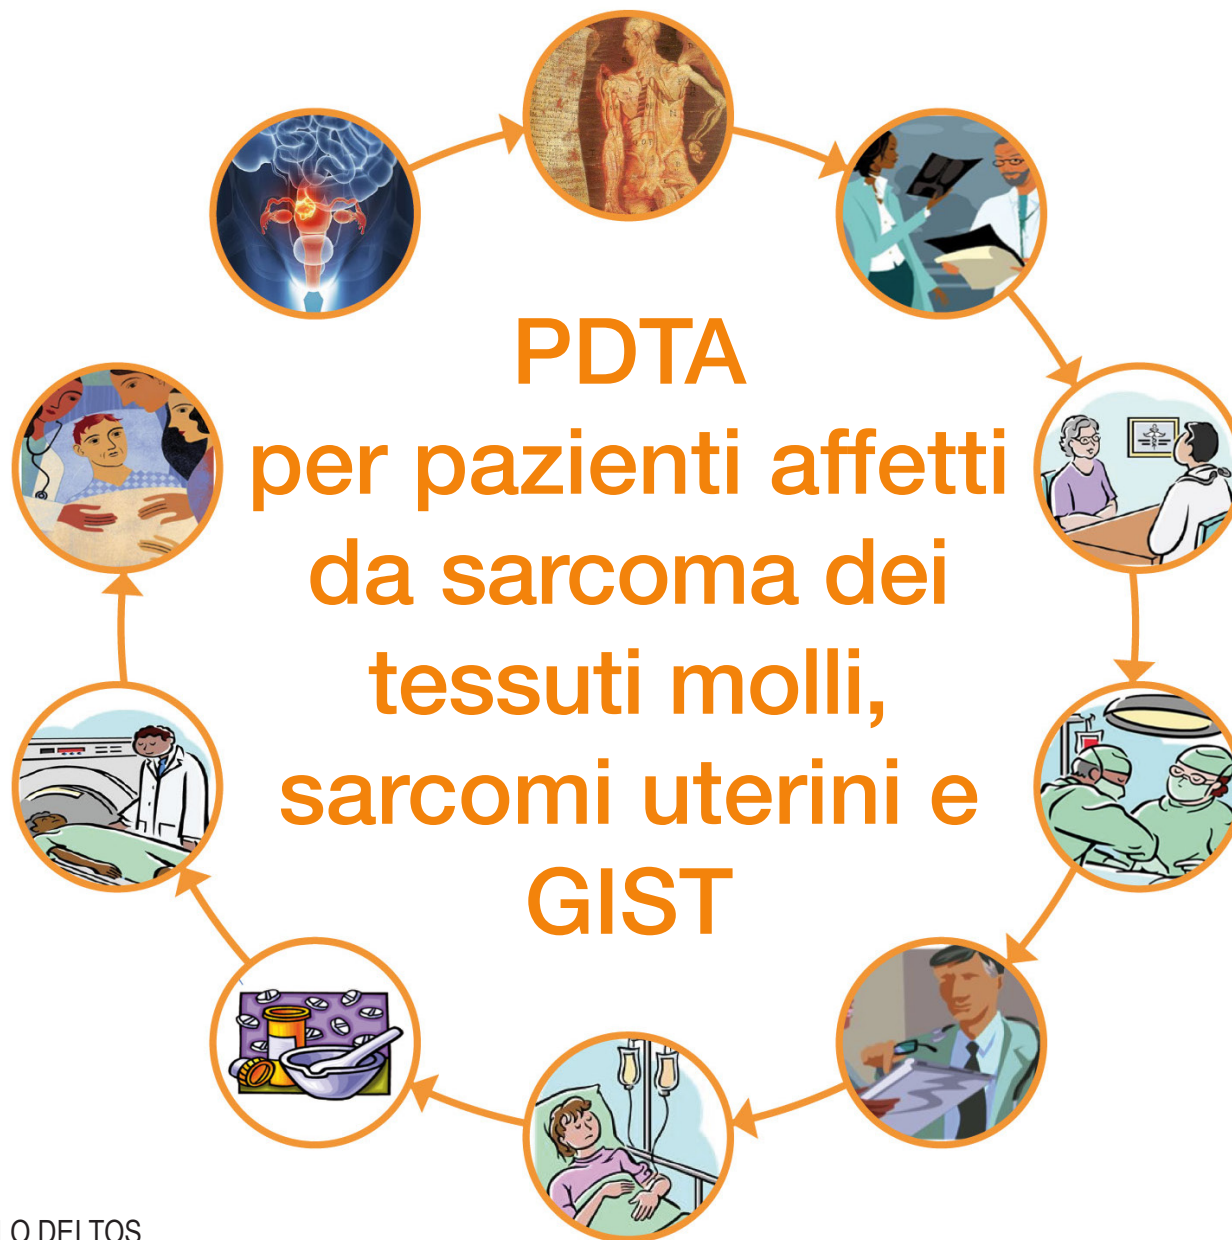 PDTA
per pazienti affetti
da sarcoma dei
tessuti molli,
sarcomi uterini e
GIST
O DEI TOS